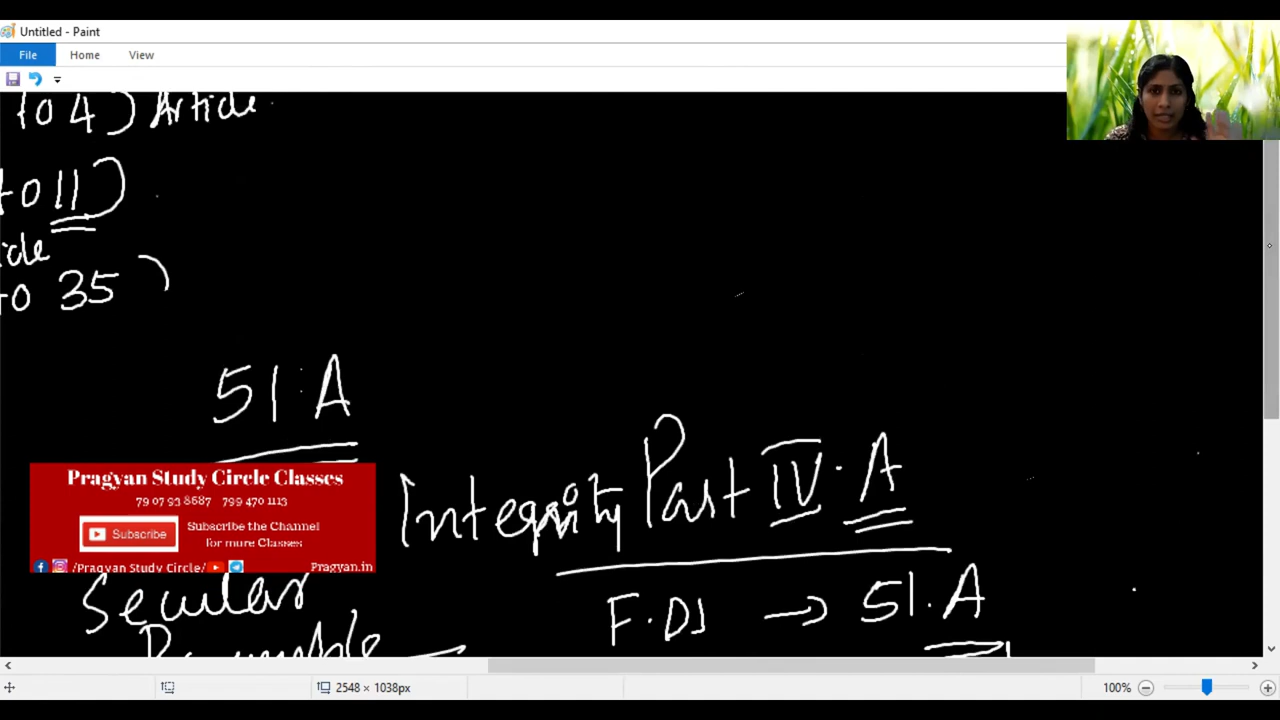 Untitled - Paint
File Home View
(04) Article
to 11)
icle
to 35)
51.A
Integrity Part IV.A
Pragyan Study Circle Classes
79 07 93 8687 799 470 1113
Subscribe
Subscribe the Channel
for more Classes
/Pragyan Study Circle/
Pragyan.in
Secular
F.Ds → 51.A
2548 × 1038px
100%